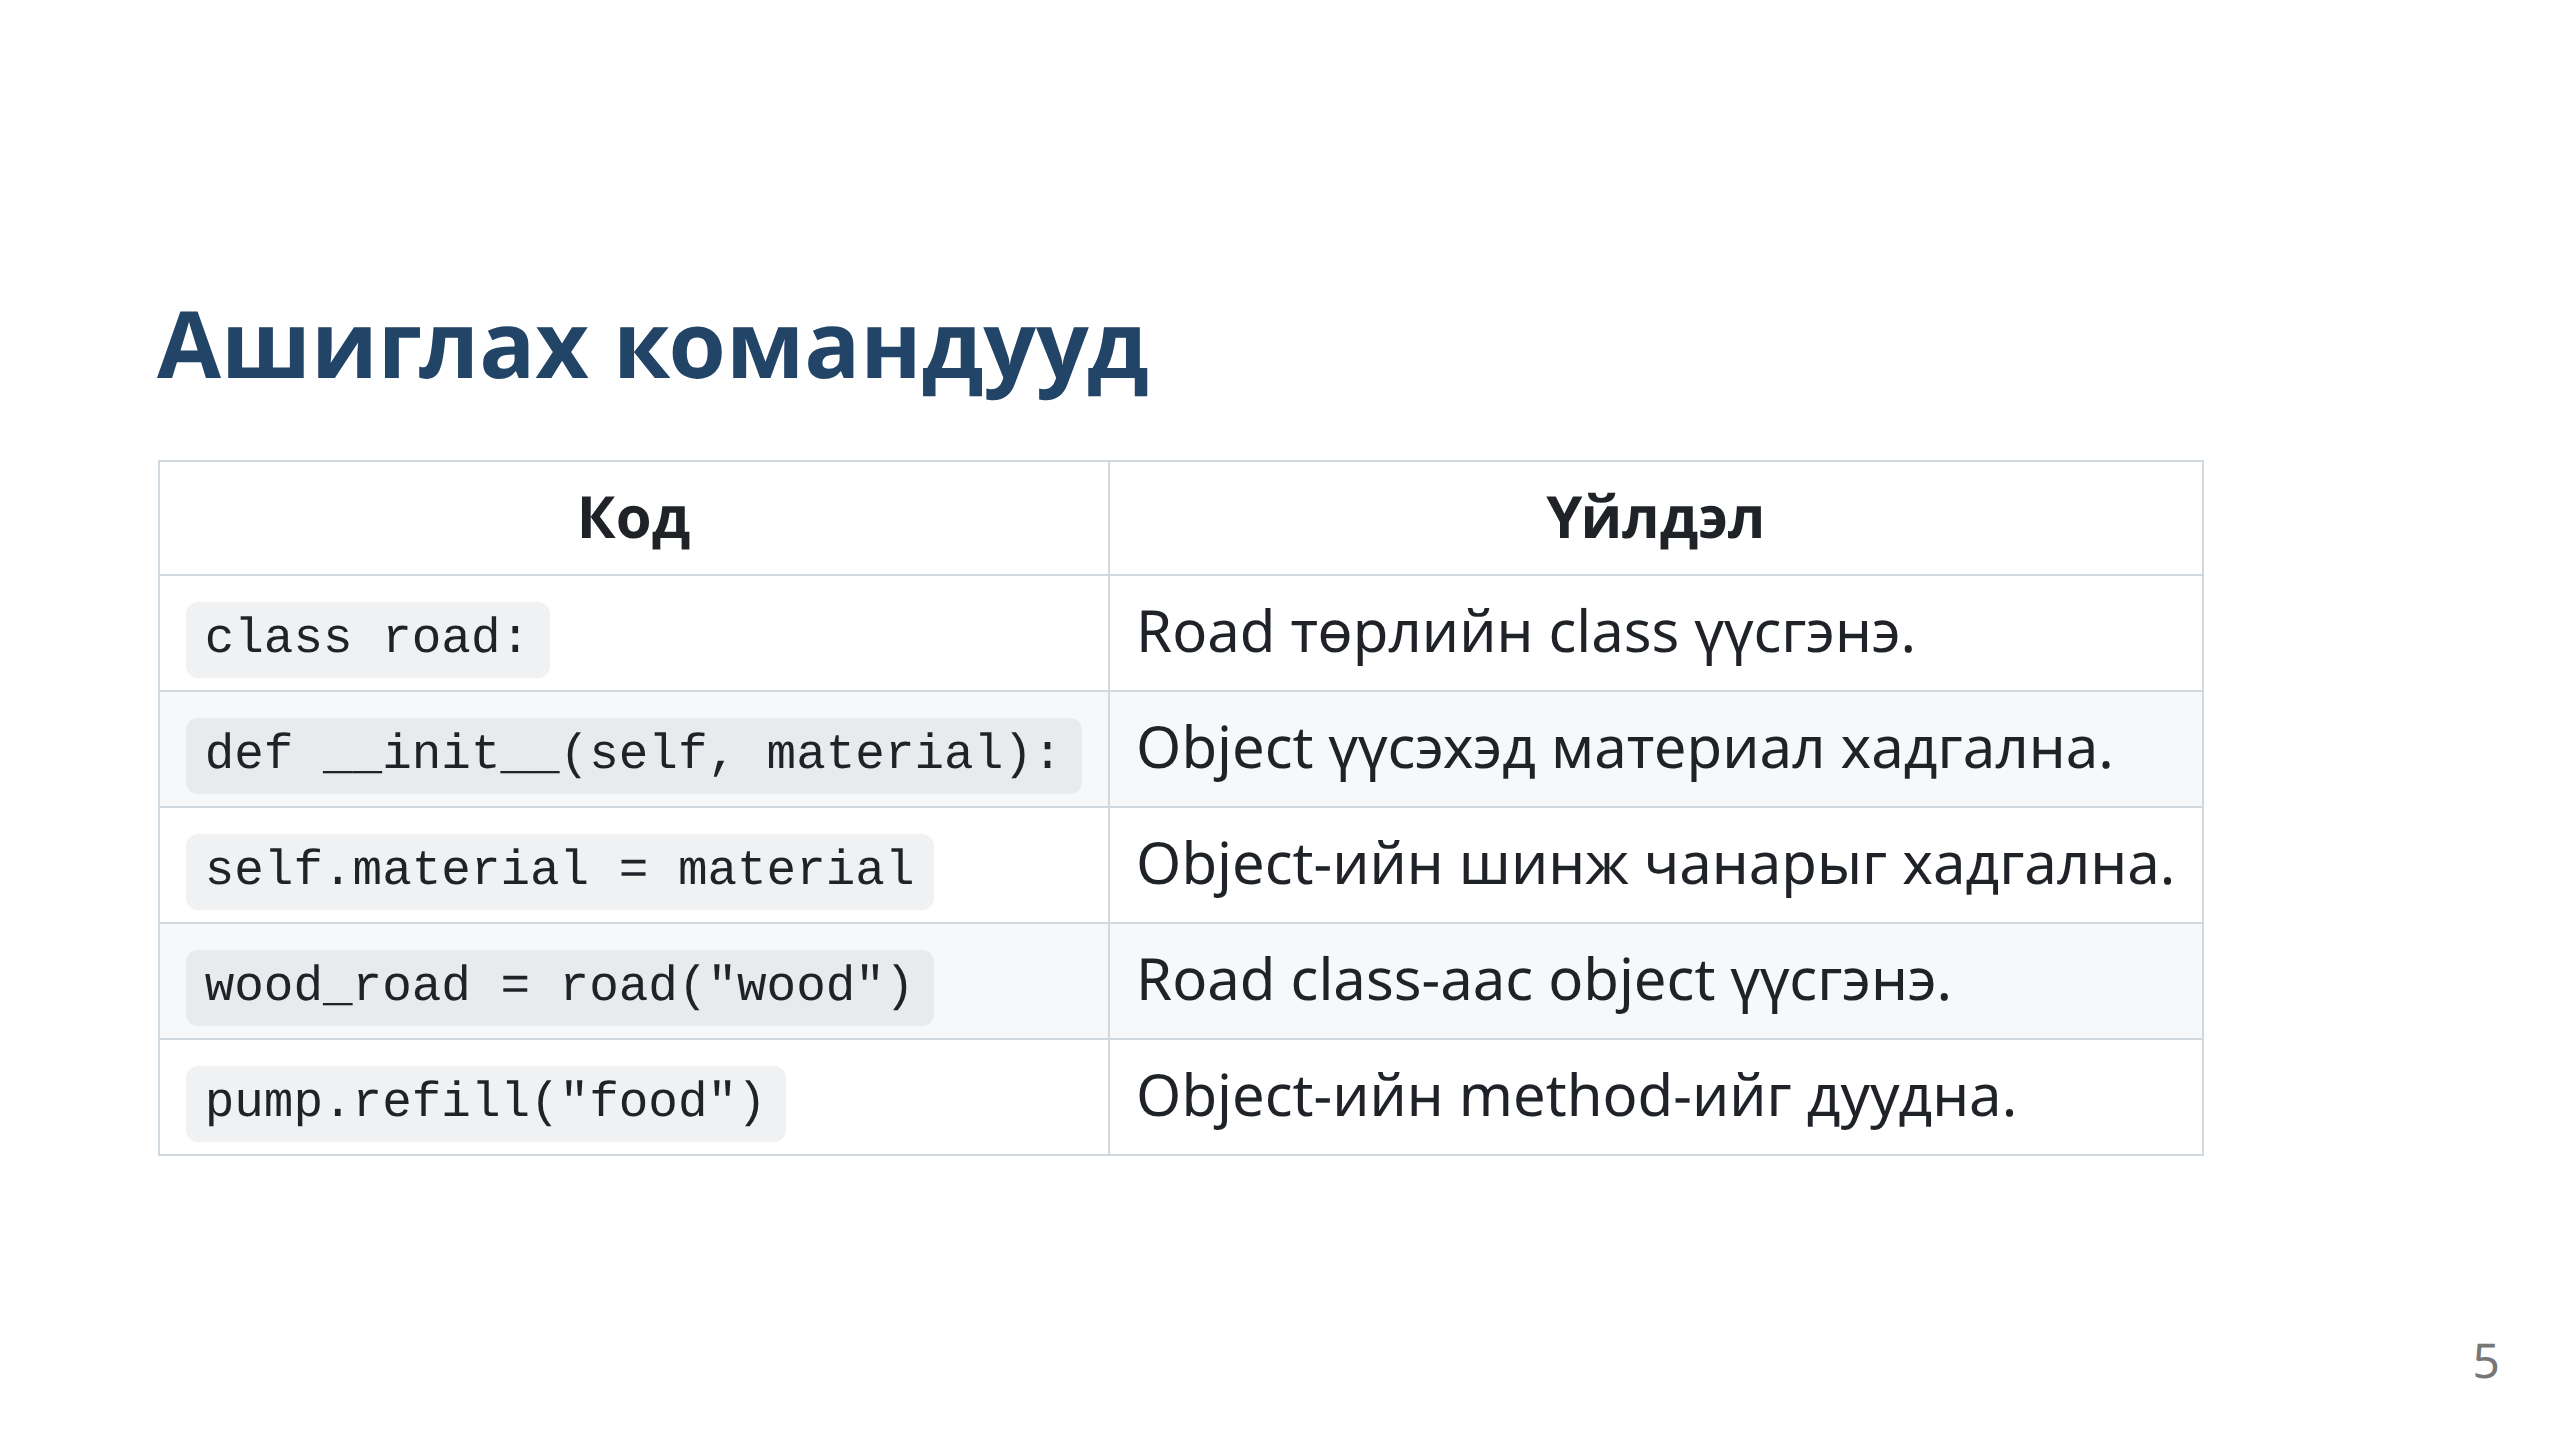 Ашиглах командууд
Код Үйлдэл
class road: Road төрлийн class үүсгэнэ.
def __init__(self, material): Object үүсэхэд материал хадгална.
self.material = material Object-ийн шинж чанарыг хадгална.
wood_road = road("wood") Road class-аас object үүсгэнэ.
pump.refill("food") Object-ийн method-ийг дуудна.
5